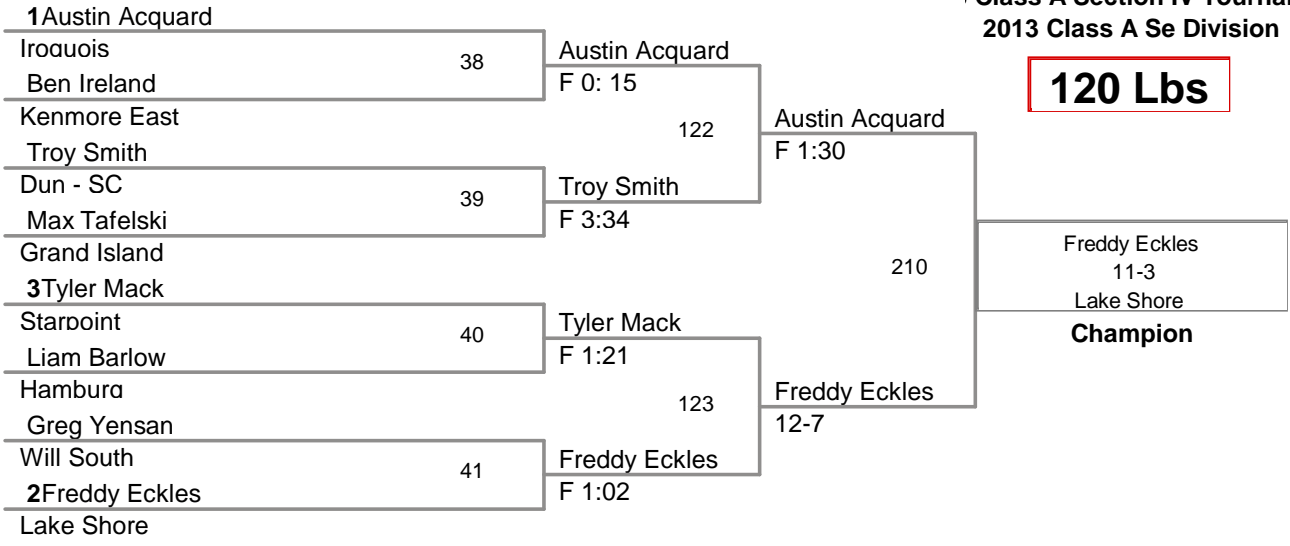 Class A Section IV
2013 Class A Se Division
120 Lbs
1Austin Acquard
Iroquois
Ben Ireland
Kenmore East
Troy Smith
Dun - SC
Max Tafelski
Grand Island
3Tyler Mack
Starpoint
Liam Barlow
Hamburg
Greg Yensan
Will South
2Freddy Eckles
Lake Shore
38
39
40
41
Austin Acquard
F 0: 15
Troy Smith
F 3:34
Tyler Mack
F 1:21
Freddy Eckles
F 1:02
122
123
Austin Acquard
F 1:30
Freddy Eckles
12-7
210
Freddy Eckles
11-3
Lake Shore
Champion